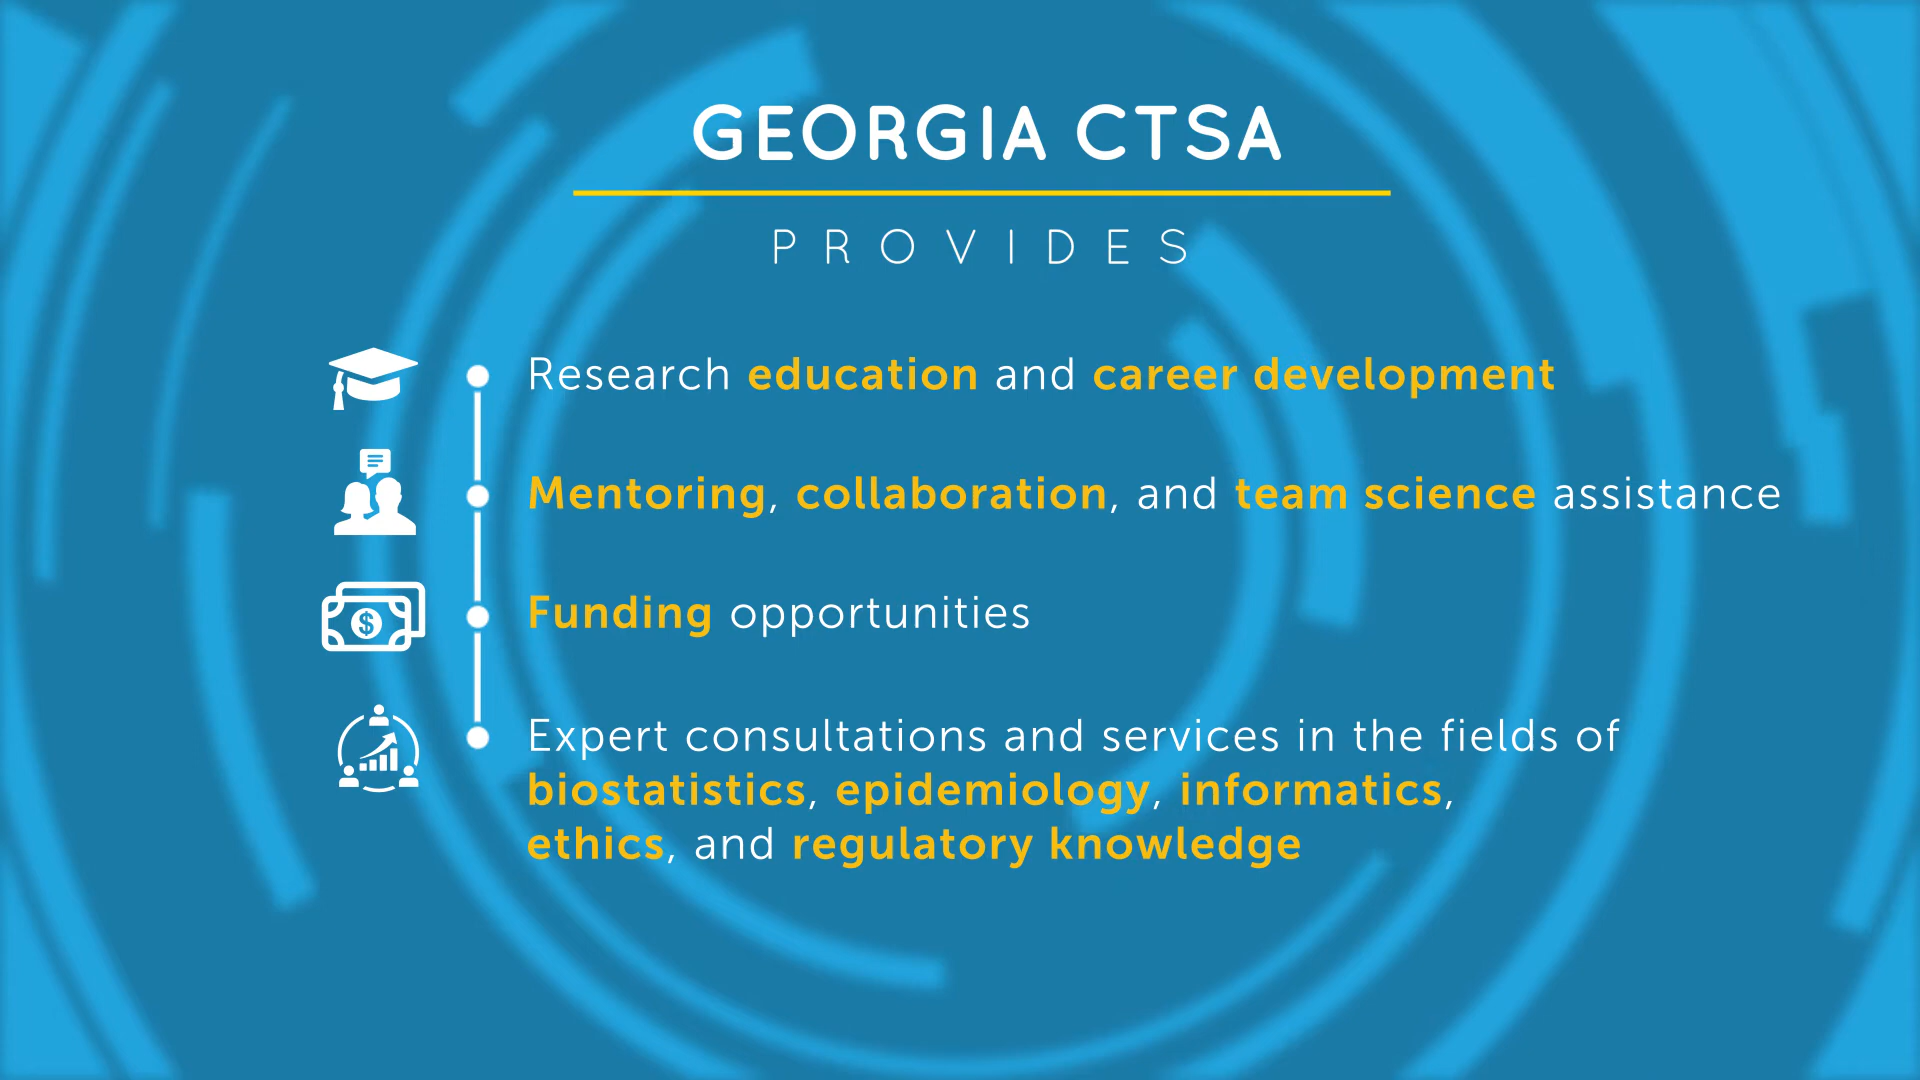 GEORGIA CTSA
PROVIDES
Research education and career development
Mentoring, collaboration, and team science assistance
$
Funding opportunities
Expert consultations and services in the fields of
biostatistics, epidemiology, informatics,
ethics, and regulatory knowledge